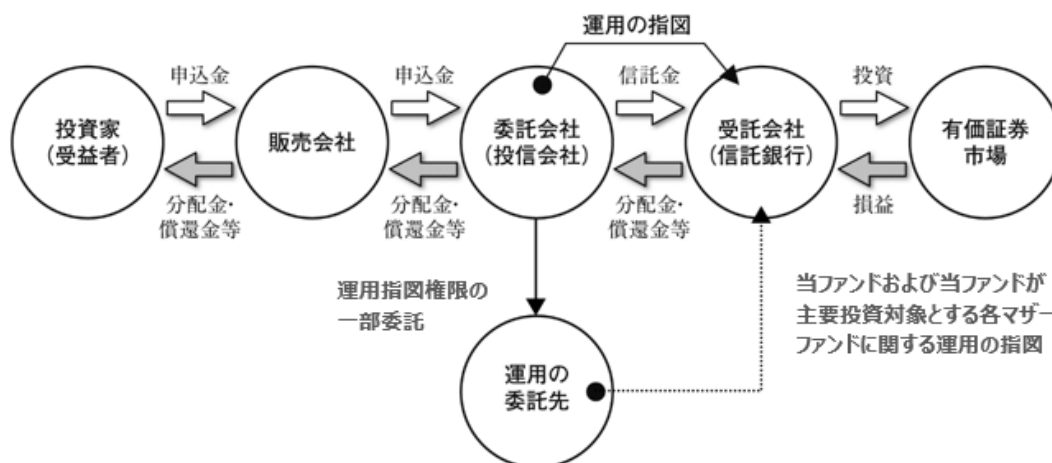 運用の指図
申込金
申込金
信託金
投資
投資家
(受益者)
販売会社
委託会社
(投信会社)
受託会社
(信託銀行)
有価証券
市場
分配金・
償還金等
分配金・
償還金等
分配金・
償還金等
損益
運用指図権限の
一部委託
当ファンドおよび当ファンドが
主要投資対象とする各マザー
ファンドに関する運用の指図
運用の
委託先